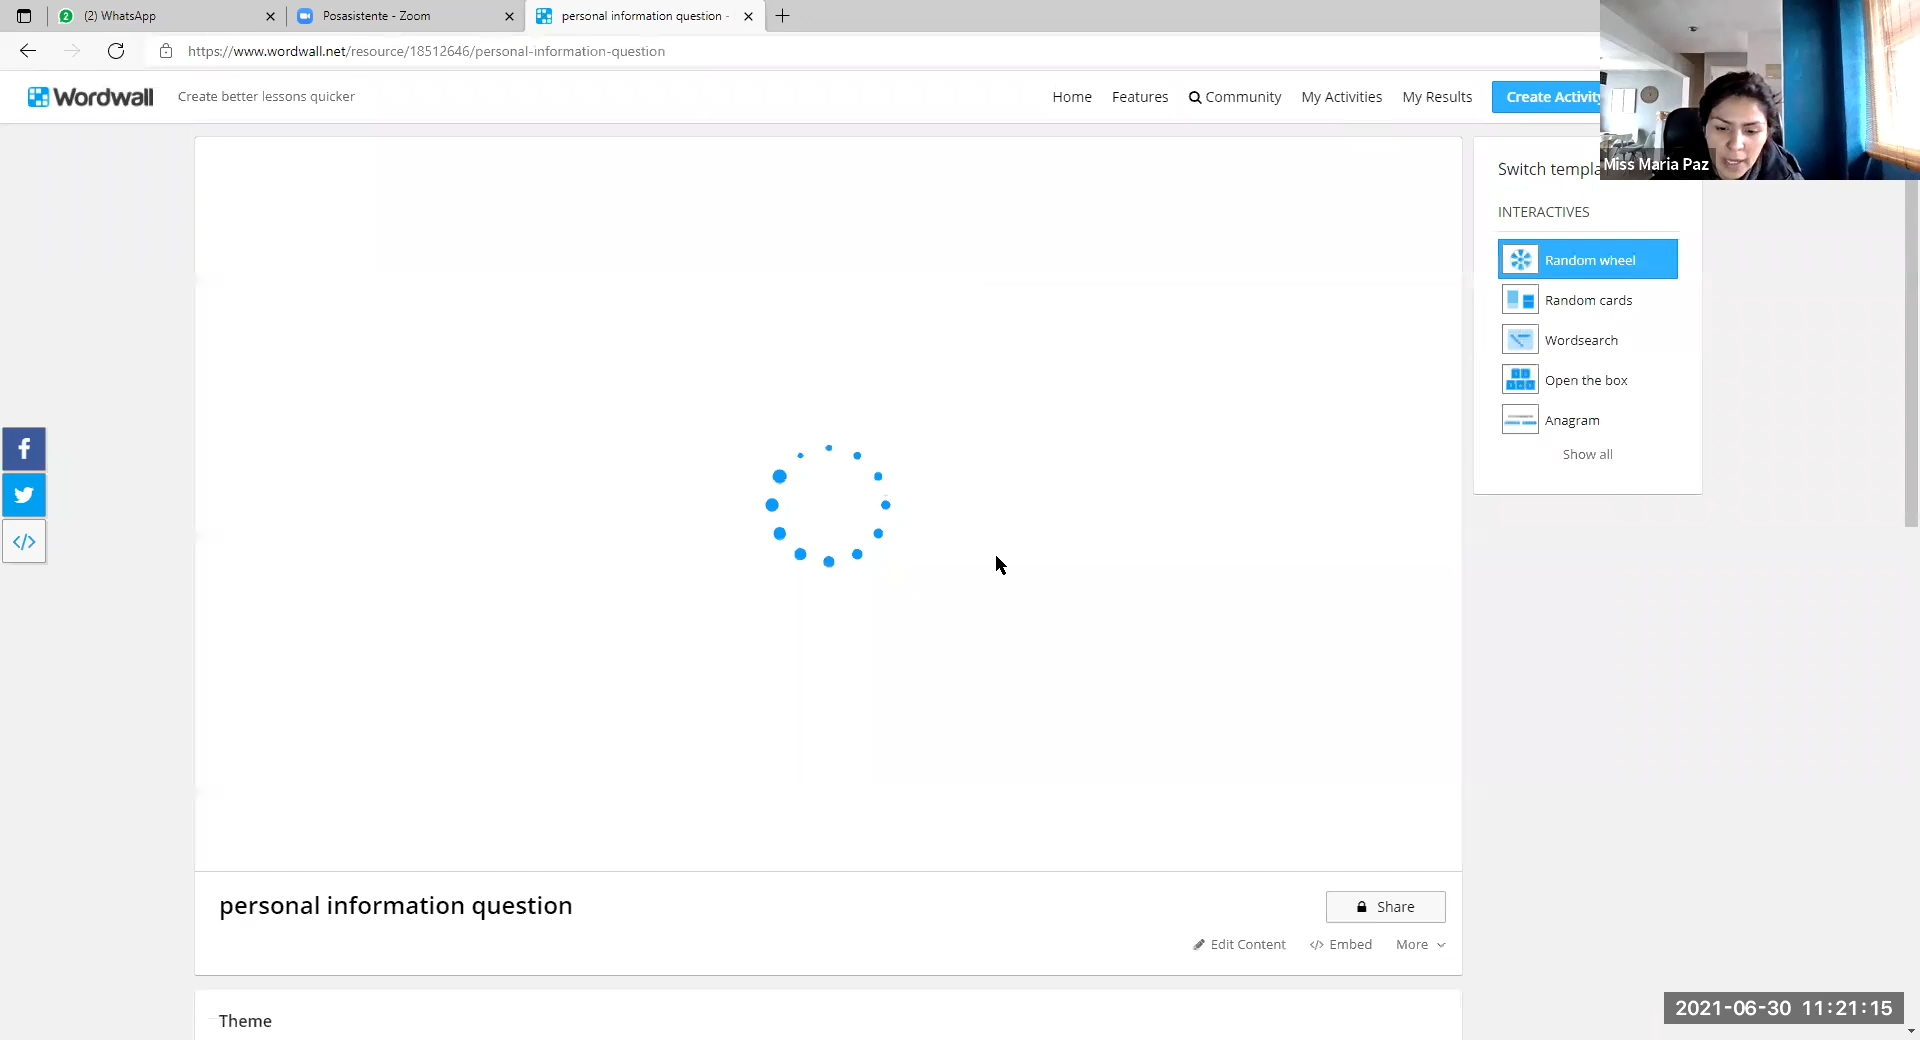 (2) WhatsApp
Posasistente - Zoom
personal information question -
https://www.wordwall.net/resource/18512646/personal-information-question
Wordwall
Create better lessons quicker
Home
Features
Community
My Activities
My Results
Create Activity
Miss Maria Paz
Switch templa
INTERACTIVES
Random wheel
Random cards
Wordsearch
Open the box
Anagram
Show all
personal information question
Share
Edit Content
</> Embed
More
Theme
2021-06-30 11:21:15